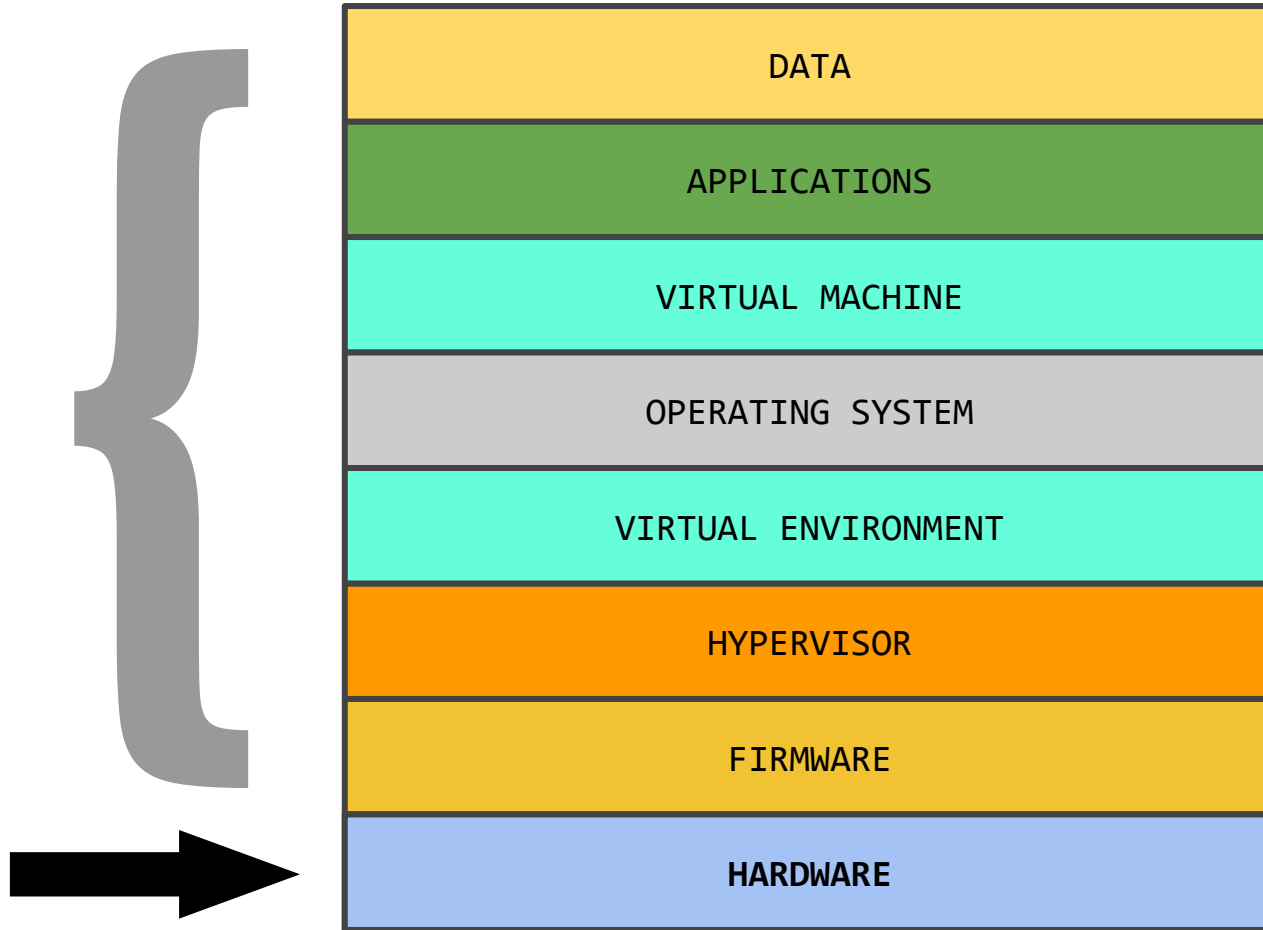 DATA
APPLICATIONS
VIRTUAL MACHINE
OPERATING SYSTEM
VIRTUAL ENVIRONMENT
HYPERVISOR
FIRMWARE
HARDWARE